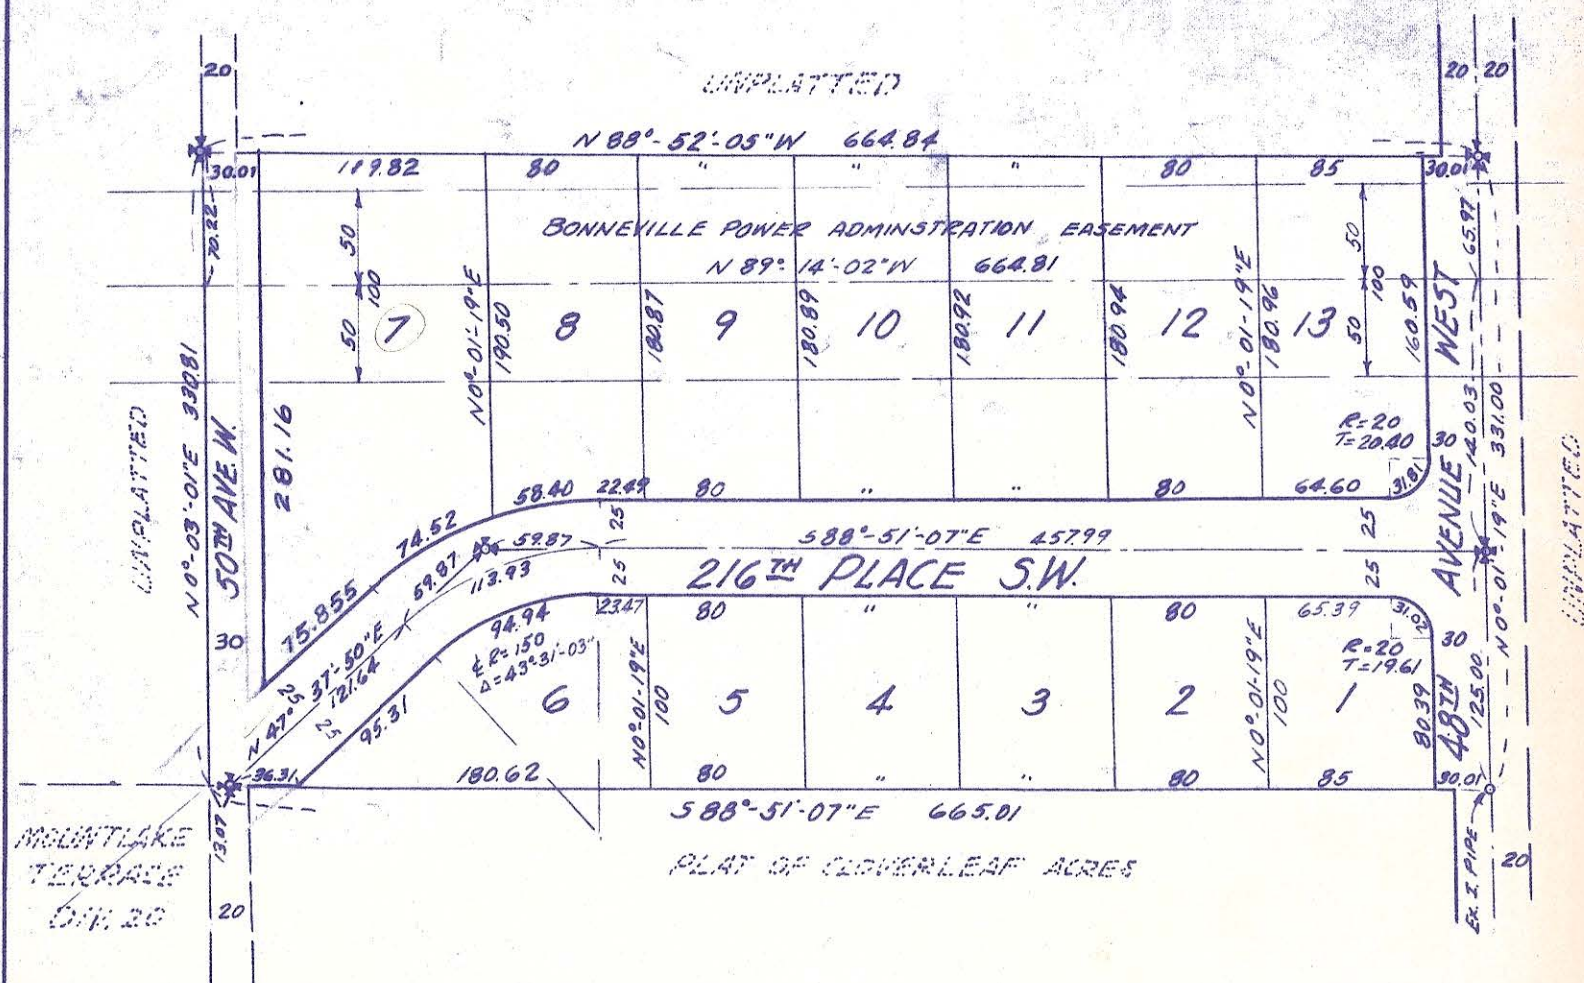 20
20 20
UNPLATTED
N 88°-52'-05"W 664.84
30.01 119.82 80 " " " 80 85 30.01
70.22
50
100
50
BONNEVILLE POWER ADMINSTRATION EASEMENT
N 89°-14'-02"W 664.81
50
100
50
65.97
7
N0°-01'-19"E
190.50
8
180.87
9
180.89
10
180.92
11
180.94
12
N0°-01-19"E
180.96
13
160.59
UNPLATTED
N 0°-03'-01"E 330.81
50TH AVE. W.
281.16
R=20
T=20.40
30
140.03
N 0°-01'-19"E 331.00
UNPLATTED
58.40 22.49 80 " " 80 64.60 31.81
74.52
25
59.87 59.87
113.93
S 88°-51'-07"E 457.99
25
216TH PLACE S.W.
25
25
48TH AVENUE WEST
75.855
30
N 47°-37'-50"E
121.64
25
25
95.31
94.94
23.47 80 " " 80 65.39 31.02
₵ R=150
Δ=43°-31'-03"
R=20
T=19.61
30
6
N0°-01-19"E
100
5
4
3
2
N0°-01-19"E
100
1
80.39
125.00
36.31 180.62 80 " " 80 85 30.01
S 88°-51'-07"E 665.01
13.07
MOUNTLAKE
TERRACE
DIV. 20
20
PLAT OF CLOVERLEAF ACRES
EX. I. PIPE
20